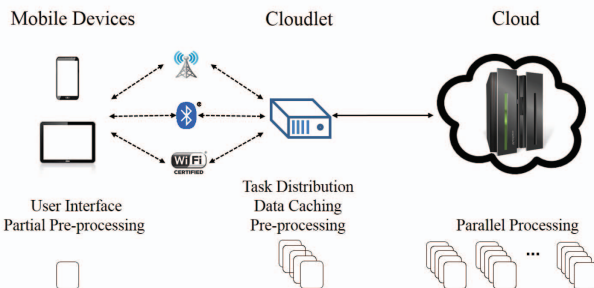 Mobile Devices
Cloudlet
Cloud
WiFi
CERTIFIED
User Interface
Partial Pre-processing
Task Distribution
Data Caching
Pre-processing
Parallel Processing
...